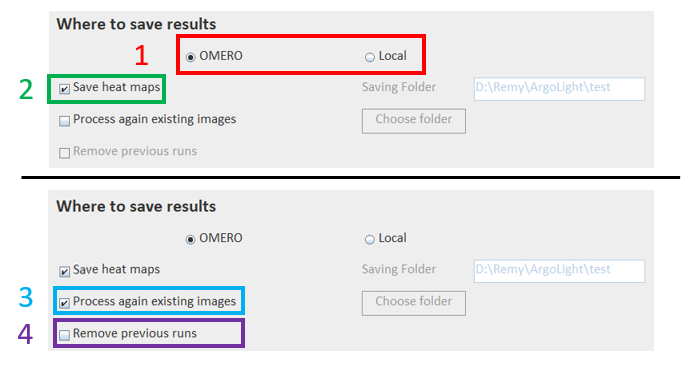 Where to save results
1 OMERO Local
2 Save heat maps Saving Folder D:\Remy\ArgoLight\test
Process again existing images Choose folder
Remove previous runs
Where to save results
OMERO Local
Save heat maps Saving Folder D:\Remy\ArgoLight\test
3 Process again existing images Choose folder
4 Remove previous runs